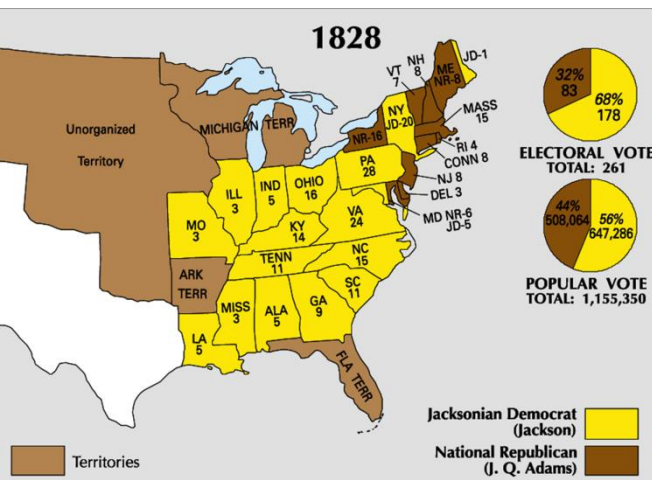 1828
NH
8
VT
7
ME
NR-8
JD-1
MASS
15
NY
JD-20
NR-16
RI 4
CONN 8
NJ 8
DEL 3
MD NR-6
JD-5
MICHIGAN TERR
Unorganized
Territory
PA
28
ILL
3
IND
5
OHIO
16
MO
3
KY
14
VA
24
TENN
11
NC
15
ARK
TERR
SC
11
MISS
3
ALA
5
GA
9
LA
5
FLA TERR
32%
83
68%
178
ELECTORAL VOTE
TOTAL: 261
44%
508,064
56%
647,286
POPULAR VOTE
TOTAL: 1,155,350
Jacksonian Democrat
(Jackson)
National Republican
(J. Q. Adams)
Territories